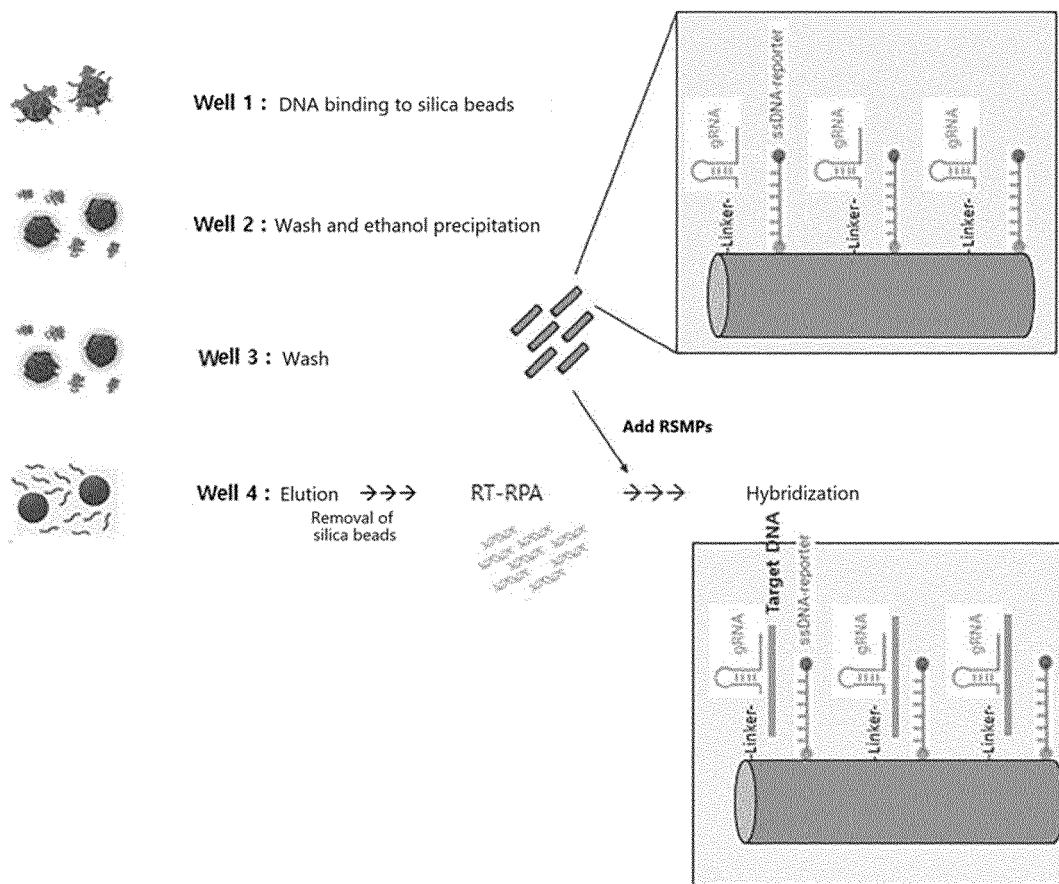 Well 1 : DNA binding to silica beads
Well 2 : Wash and ethanol precipitation
Well 3 : Wash
Well 4 : Elution →→→ RT-RPA →→→ Hybridization
Removal of
silica beads
Add RSMPs
-Linker-
gRNA
ssDNA-reporter
-Linker-
gRNA
-Linker-
gRNA
-Linker-
gRNA
Target DNA
ssDNA-reporter
-Linker-
gRNA
-Linker-
gRNA